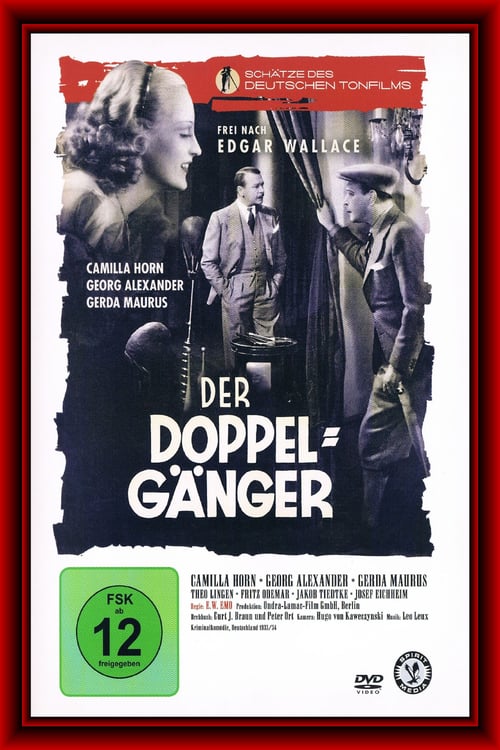 SCHÄTZE DES
DEUTSCHEN TONFILMS
FREI NACH
EDGAR WALLACE
CAMILLA HORN
GEORG ALEXANDER
GERDA MAURUS
DER
DOPPEL=
GÄNGER
CAMILLA HORN • GEORG ALEXANDER • GERDA MAURUS
THEO LINGEN • FRITZ ODEMAR • JAKOB TIEDTKE • JOSEF EICHHEIM
Regie: E.W. EMO Produktion: Ondra-Lamac-Film GmbH, Berlin
Drehbuch: Curt J. Braun und Peter Ort Kamera: Hugo von Kaweczynski Musik: Leo Leux
Kriminalkomödie, Deutschland 1933/34
FSK
ab
12
freigegeben
DVD
VIDEO
SPIRIT
MEDIA